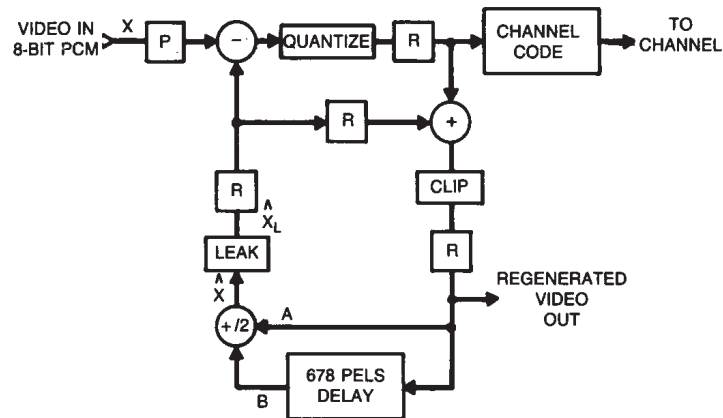 VIDEO IN
8-BIT PCM
X
P
-
QUANTIZE
R
CHANNEL
CODE
TO
CHANNEL
R
+
R
^
X_L
CLIP
LEAK
^
X
R
REGENERATED
VIDEO
OUT
+/2
A
678 PELS
DELAY
B